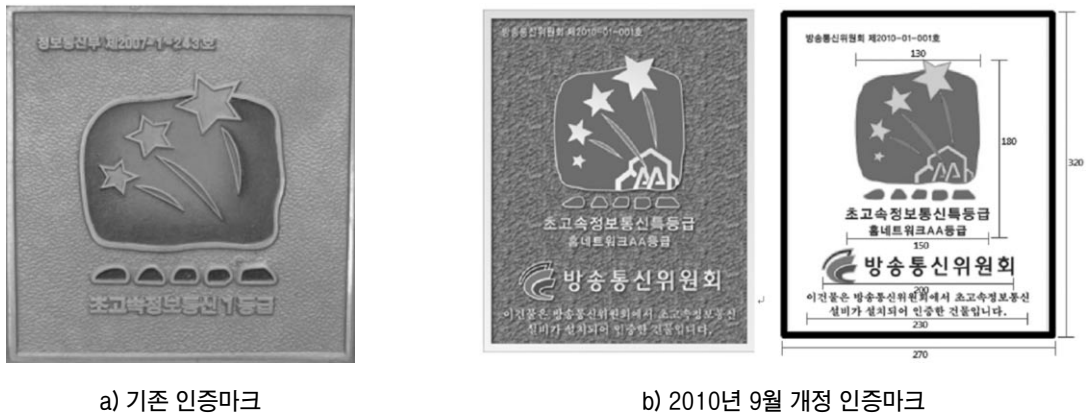 정보통신부 제2007-1-243호
초고속정보통신1등급
방송통신위원회 제2010-01-001호
AA
초고속정보통신특등급
홈네트워크AA등급
방송통신위원회
이건물은 방송통신위원회에서 초고속정보통신
설비가 설치되어 인증한 건물입니다.
방송통신위원회 제2010-01-001호
130
AA
180
320
초고속정보통신특등급
홈네트워크AA등급
150
방송통신위원회
200
이건물은 방송통신위원회에서 초고속정보통신
설비가 설치되어 인증한 건물입니다.
230
270
a) 기존 인증마크
b) 2010년 9월 개정 인증마크